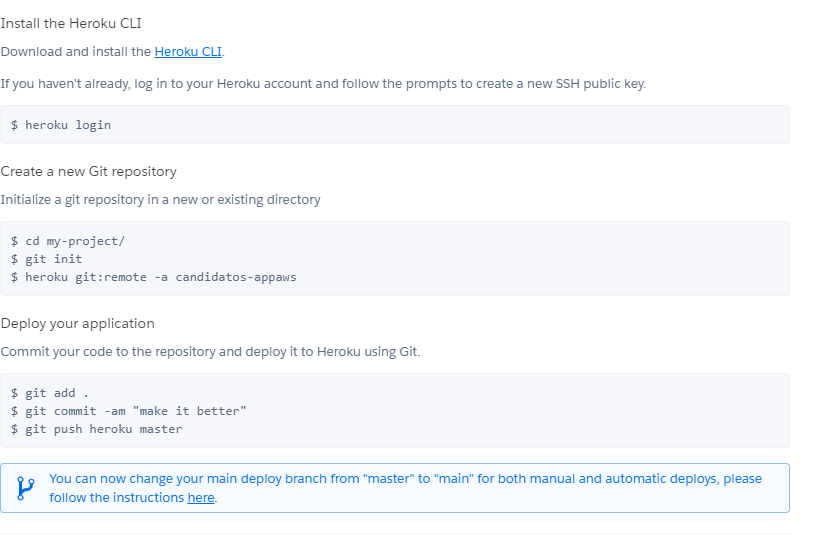 Install the Heroku CLI
Download and install the Heroku CLI.
If you haven't already, log in to your Heroku account and follow the prompts to create a new SSH public key.
$ heroku login
Create a new Git repository
Initialize a git repository in a new or existing directory
$ cd my-project/
$ git init
$ heroku git:remote -a candidatos-appaws
Deploy your application
Commit your code to the repository and deploy it to Heroku using Git.
$ git add .
$ git commit -am "make it better"
$ git push heroku master
You can now change your main deploy branch from "master" to "main" for both manual and automatic deploys, please
follow the instructions here.